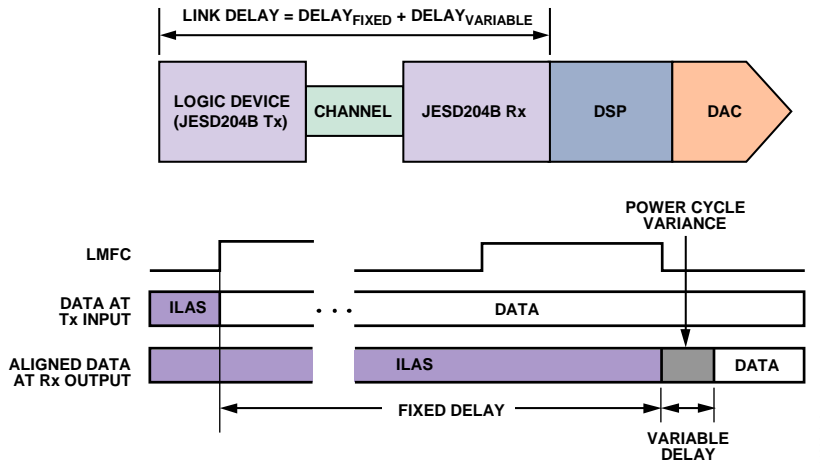 LINK DELAY = DELAYFIXED + DELAYVARIABLE
LOGIC DEVICE
(JESD204B Tx)
CHANNEL
JESD204B Rx
DSP
DAC
POWER CYCLE
VARIANCE
LMFC
DATA AT
Tx INPUT
ILAS
. . .
DATA
ALIGNED DATA
AT Rx OUTPUT
ILAS
DATA
FIXED DELAY
VARIABLE
DELAY